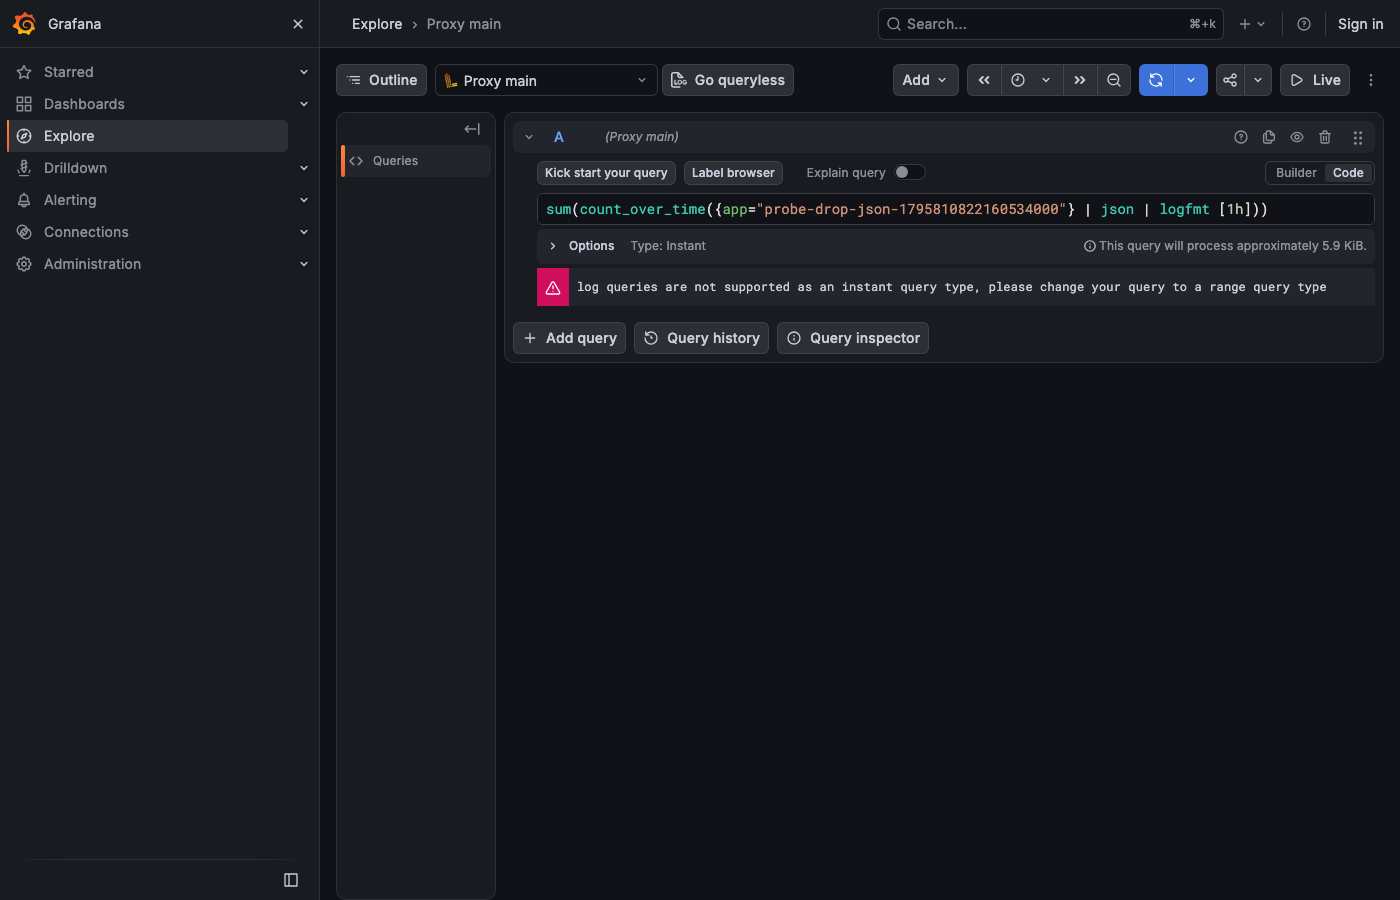 Grafana
Explore › Proxy main
Search...
⌘+k
Sign in
Starred
Dashboards
Explore
Drilldown
Alerting
Connections
Administration
Outline
Proxy main
LOG
Go queryless
Add
Live
Queries
A
(Proxy main)
Kick start your query
Label browser
Explain query
Builder
Code
sum(count_over_time({app="probe-drop-json-1795810822160534000"} | json | logfmt [1h]))
Options
Type: Instant
This query will process approximately 5.9 KiB.
log queries are not supported as an instant query type, please change your query to a range query type
Add query
Query history
Query inspector